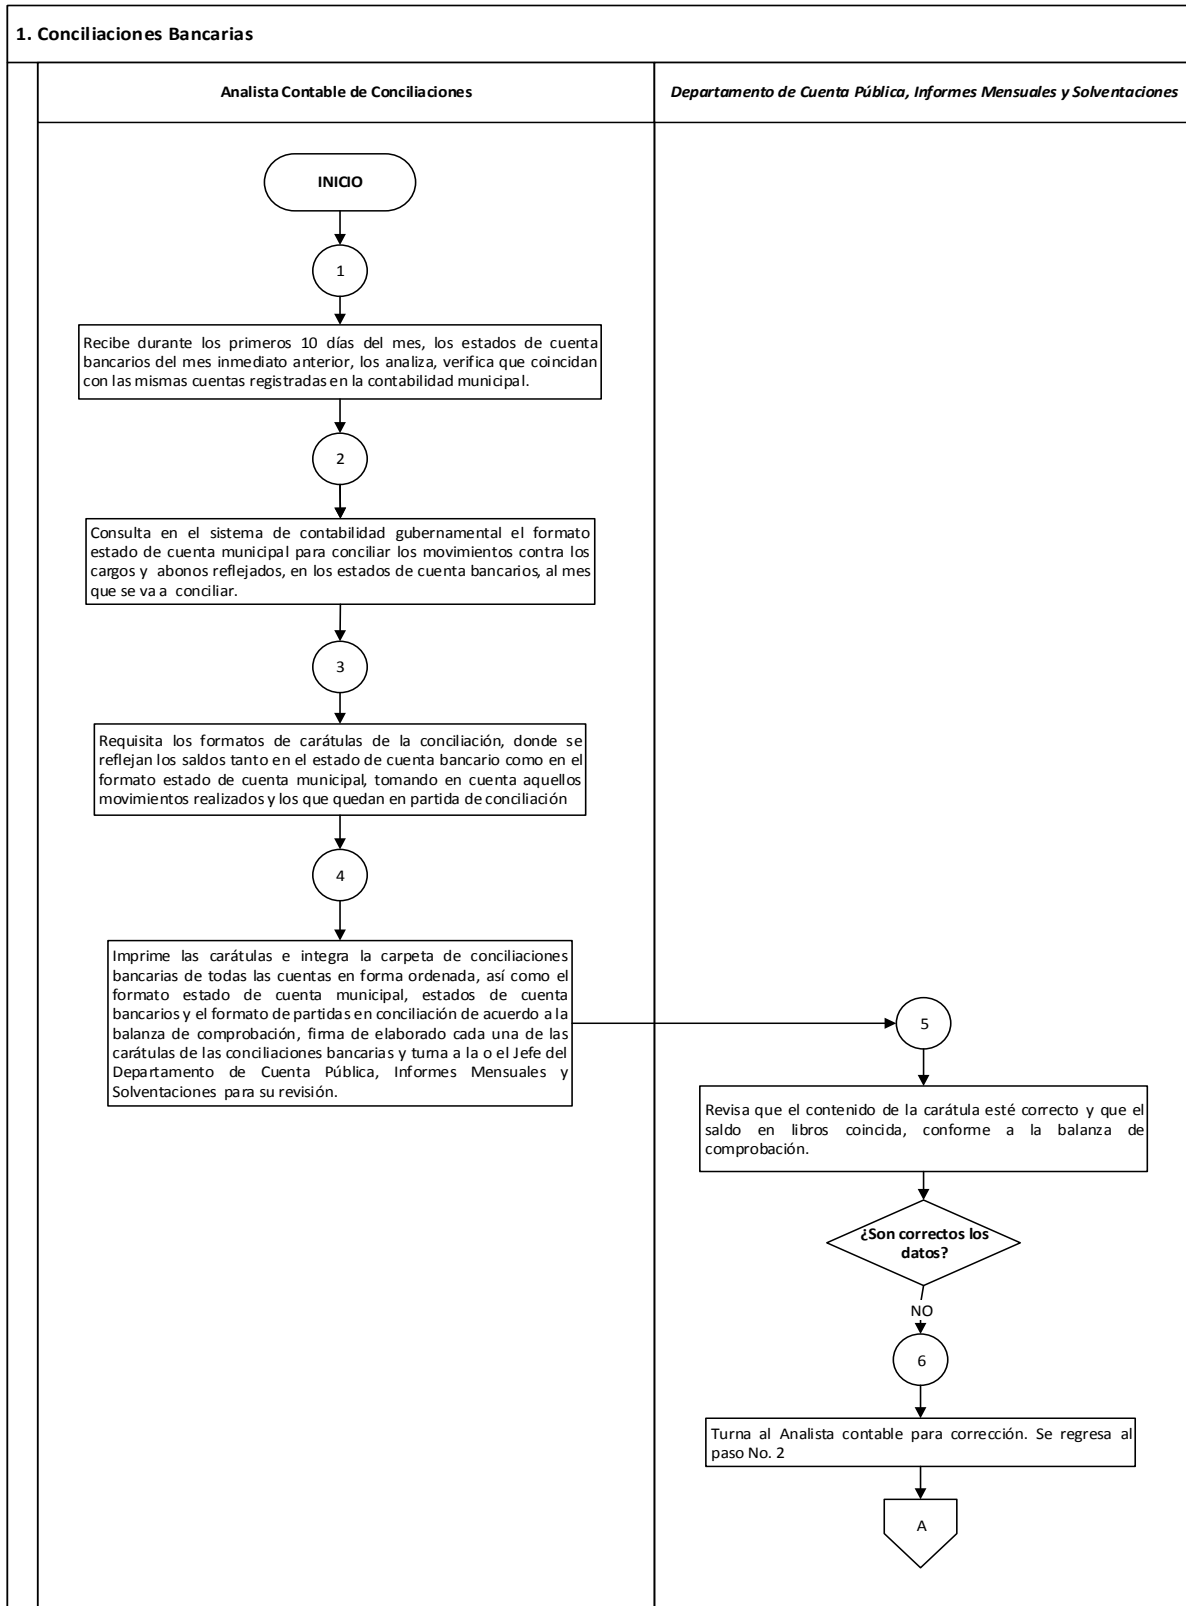 1. Conciliaciones Bancarias
Analista Contable de Conciliaciones
Departamento de Cuenta Pública, Informes Mensuales y Solventaciones
INICIO
1
Recibe durante los primeros 10 días del mes, los estados de cuenta
bancarios del mes inmediato anterior, los analiza, verifica que coincidan
con las mismas cuentas registradas en la contabilidad municipal.
2
Consulta en el sistema de contabilidad gubernamental el formato
estado de cuenta municipal para conciliar los movimientos contra los
cargos y abonos reflejados, en los estados de cuenta bancarios, al mes
que se va a conciliar.
3
Requisita los formatos de carátulas de la conciliación, donde se
reflejan los saldos tanto en el estado de cuenta bancario como en el
formato estado de cuenta municipal, tomando en cuenta aquellos
movimientos realizados y los que quedan en partida de conciliación
4
Imprime las carátulas e integra la carpeta de conciliaciones
bancarias de todas las cuentas en forma ordenada, así como el
formato estado de cuenta municipal, estados de cuenta
bancarios y el formato de partidas en conciliación de acuerdo a la
balanza de comprobación, firma de elaborado cada una de las
carátulas de las conciliaciones bancarias y turna a la o el Jefe del
Departamento de Cuenta Pública, Informes Mensuales y
Solventaciones para su revisión.
5
Revisa que el contenido de la carátula esté correcto y que el
saldo en libros coincida, conforme a la balanza de
comprobación.
¿Son correctos los
datos?
NO
6
Turna al Analista contable para corrección. Se regresa al
paso No. 2
A